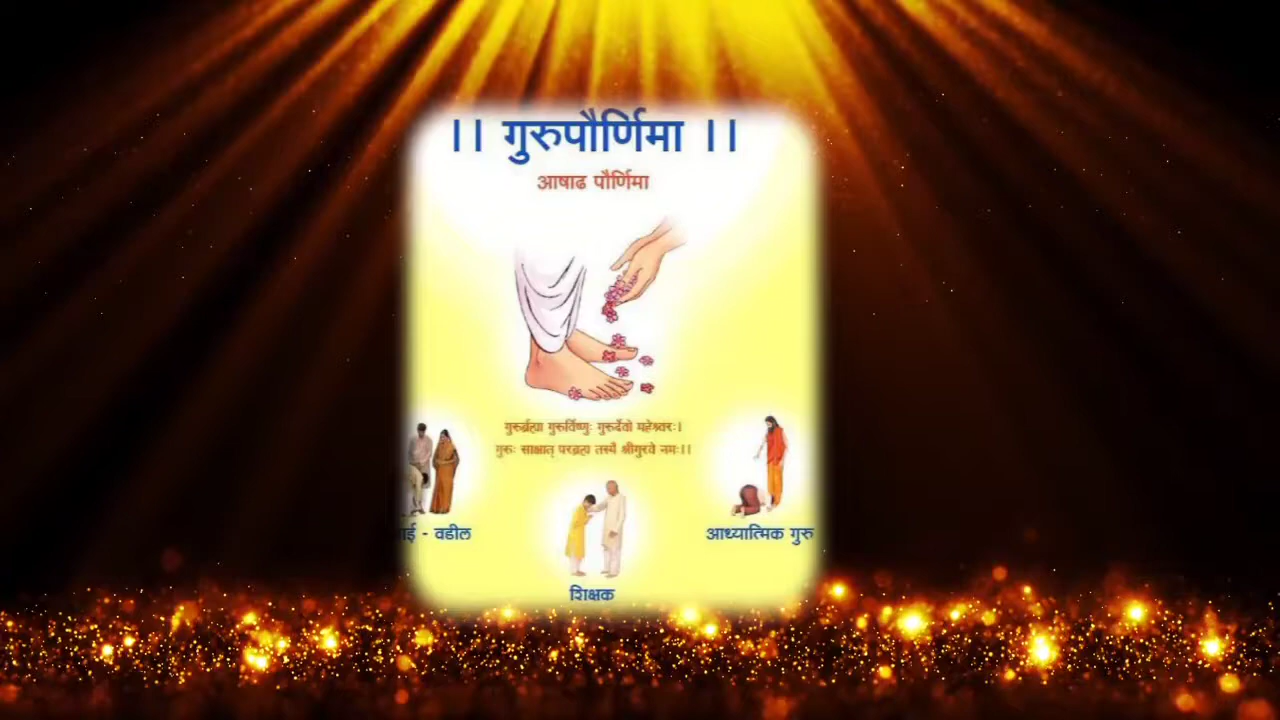 ।। गुरुपौर्णिमा ।।
आषाढ पौर्णिमा
गुरुर्ब्रह्मा गुरुर्विष्णुः गुरुर्देवो महेश्वरः।
गुरुः साक्षात् परब्रह्म तस्मै श्रीगुरवे नमः।।
- वडील
आध्यात्मिक गुरु
शिक्षक